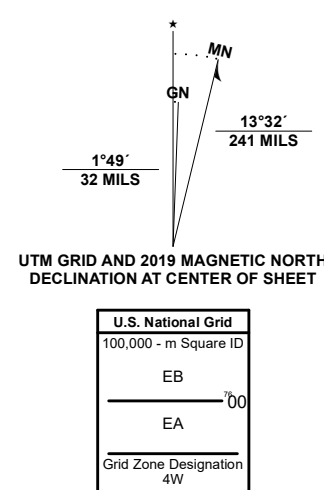 ★
MN
GN
13°32´
241 MILS
1°49´
32 MILS
UTM GRID AND 2019 MAGNETIC NORTH
DECLINATION AT CENTER OF SHEET
U.S. National Grid
100,000 - m Square ID
EB
7600
EA
Grid Zone Designation
4W